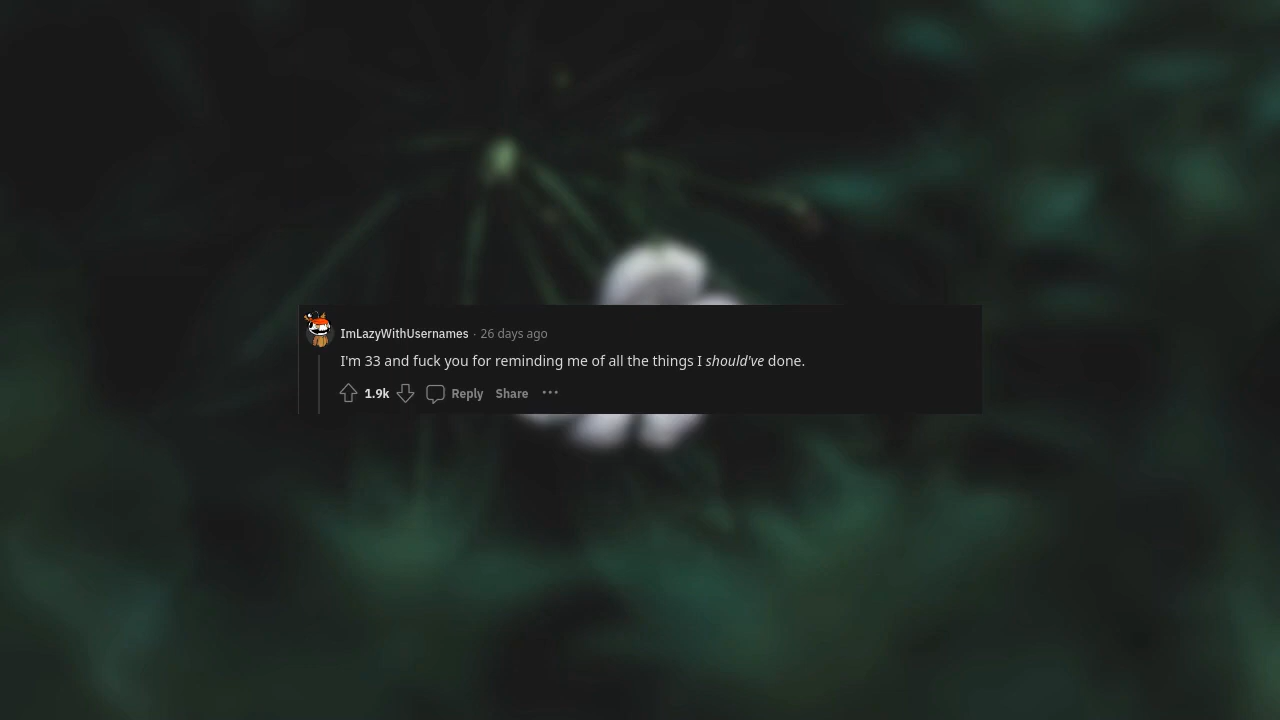 ImLazyWithUsernames · 26 days ago
I'm 33 and fuck you for reminding me of all the things I should've done.
1.9k Reply Share ···